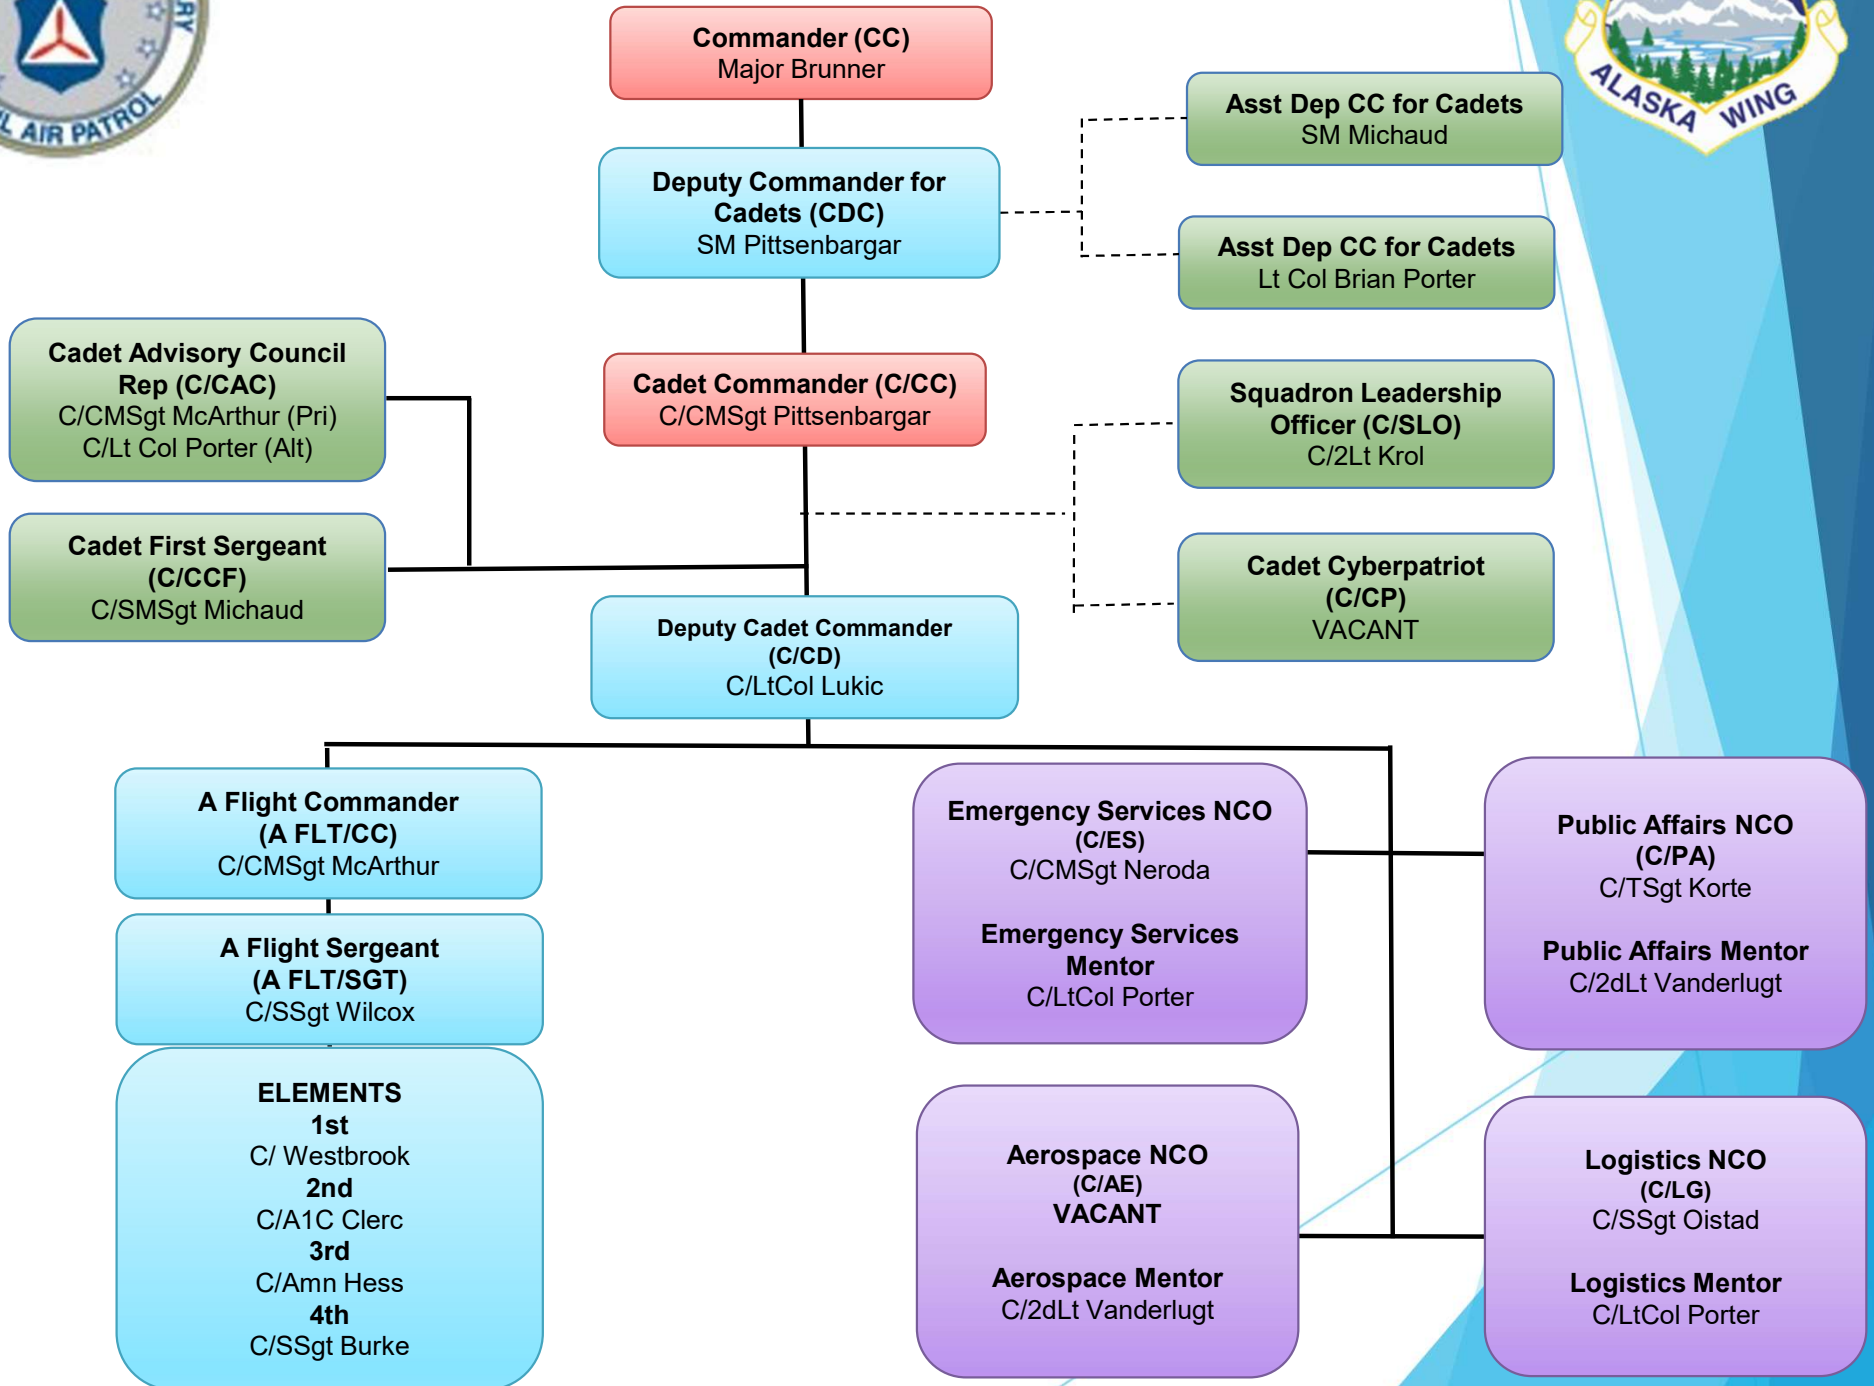 RY
L AIR PATROL
ALASKA WING
Commander (CC)
Major Brunner
Deputy Commander for
Cadets (CDC)
SM Pittsenbargar
Asst Dep CC for Cadets
SM Michaud
Asst Dep CC for Cadets
Lt Col Brian Porter
Cadet Advisory Council
Rep (C/CAC)
C/CMSgt McArthur (Pri)
C/Lt Col Porter (Alt)
Cadet Commander (C/CC)
C/CMSgt Pittsenbargar
Squadron Leadership
Officer (C/SLO)
C/2Lt Krol
Cadet First Sergeant
(C/CCF)
C/SMSgt Michaud
Cadet Cyberpatriot
(C/CP)
VACANT
Deputy Cadet Commander
(C/CD)
C/LtCol Lukic
A Flight Commander
(A FLT/CC)
C/CMSgt McArthur
A Flight Sergeant
(A FLT/SGT)
C/SSgt Wilcox
ELEMENTS
1st
C/ Westbrook
2nd
C/A1C Clerc
3rd
C/Amn Hess
4th
C/SSgt Burke
Emergency Services NCO
(C/ES)
C/CMSgt Neroda
Emergency Services
Mentor
C/LtCol Porter
Public Affairs NCO
(C/PA)
C/TSgt Korte
Public Affairs Mentor
C/2dLt Vanderlugt
Aerospace NCO
(C/AE)
VACANT
Aerospace Mentor
C/2dLt Vanderlugt
Logistics NCO
(C/LG)
C/SSgt Oistad
Logistics Mentor
C/LtCol Porter